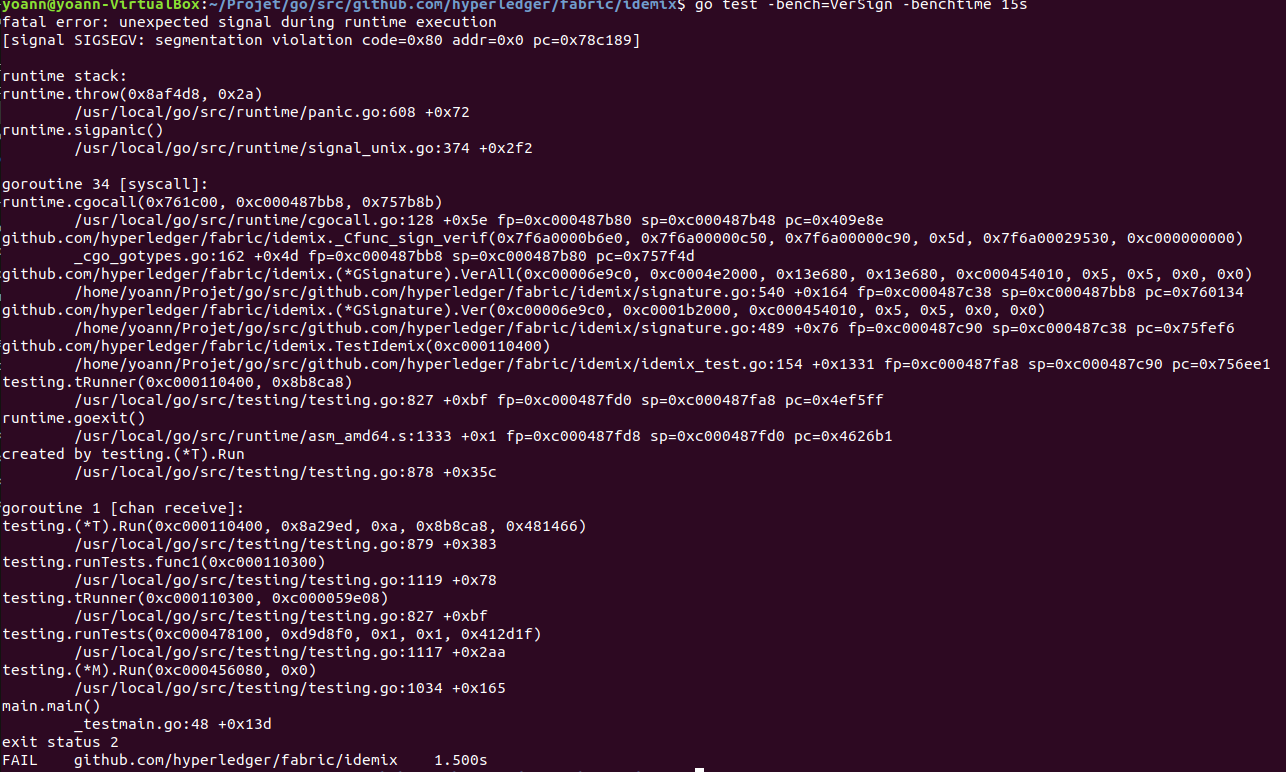 yoann@yoann-VirtualBox:~/Projet/go/src/github.com/hyperledger/fabric/idemix$ go test -bench=VerSign -benchtime 15s
fatal error: unexpected signal during runtime execution
[signal SIGSEGV: segmentation violation code=0x80 addr=0x0 pc=0x78c189]
runtime stack:
runtime.throw(0x8af4d8, 0x2a)
/usr/local/go/src/runtime/panic.go:608 +0x72
runtime.sigpanic()
/usr/local/go/src/runtime/signal_unix.go:374 +0x2f2
goroutine 34 [syscall]:
runtime.cgocall(0x761c00, 0xc000487bb8, 0x757b8b)
/usr/local/go/src/runtime/cgocall.go:128 +0x5e fp=0xc000487b80 sp=0xc000487b48 pc=0x409e8e
github.com/hyperledger/fabric/idemix._Cfunc_sign_verif(0x7f6a0000b6e0, 0x7f6a00000c50, 0x7f6a00000c90, 0x5d, 0x7f6a00029530, 0xc000000000)
_cgo_gotypes.go:162 +0x4d fp=0xc000487bb8 sp=0xc000487b80 pc=0x757f4d
github.com/hyperledger/fabric/idemix.(*GSignature).VerAll(0xc00006e9c0, 0xc0004e2000, 0x13e680, 0x13e680, 0xc000454010, 0x5, 0x5, 0x0, 0x0)
/home/yoann/Projet/go/src/github.com/hyperledger/fabric/idemix/signature.go:540 +0x164 fp=0xc000487c38 sp=0xc000487bb8 pc=0x760134
github.com/hyperledger/fabric/idemix.(*GSignature).Ver(0xc00006e9c0, 0xc0001b2000, 0xc000454010, 0x5, 0x5, 0x0, 0x0)
/home/yoann/Projet/go/src/github.com/hyperledger/fabric/idemix/signature.go:489 +0x76 fp=0xc000487c90 sp=0xc000487c38 pc=0x75fef6
github.com/hyperledger/fabric/idemix.TestIdemix(0xc000110400)
/home/yoann/Projet/go/src/github.com/hyperledger/fabric/idemix/idemix_test.go:154 +0x1331 fp=0xc000487fa8 sp=0xc000487c90 pc=0x756ee1
testing.tRunner(0xc000110400, 0x8b8ca8)
/usr/local/go/src/testing/testing.go:827 +0xbf fp=0xc000487fd0 sp=0xc000487fa8 pc=0x4ef5ff
runtime.goexit()
/usr/local/go/src/runtime/asm_amd64.s:1333 +0x1 fp=0xc000487fd8 sp=0xc000487fd0 pc=0x4626b1
created by testing.(*T).Run
/usr/local/go/src/testing/testing.go:878 +0x35c
goroutine 1 [chan receive]:
testing.(*T).Run(0xc000110400, 0x8a29ed, 0xa, 0x8b8ca8, 0x481466)
/usr/local/go/src/testing/testing.go:879 +0x383
testing.runTests.func1(0xc000110300)
/usr/local/go/src/testing/testing.go:1119 +0x78
testing.tRunner(0xc000110300, 0xc000059e08)
/usr/local/go/src/testing/testing.go:827 +0xbf
testing.runTests(0xc000478100, 0xd9d8f0, 0x1, 0x1, 0x412d1f)
/usr/local/go/src/testing/testing.go:1117 +0x2aa
testing.(*M).Run(0xc000456080, 0x0)
/usr/local/go/src/testing/testing.go:1034 +0x165
main.main()
_testmain.go:48 +0x13d
exit status 2
FAIL github.com/hyperledger/fabric/idemix 1.500s